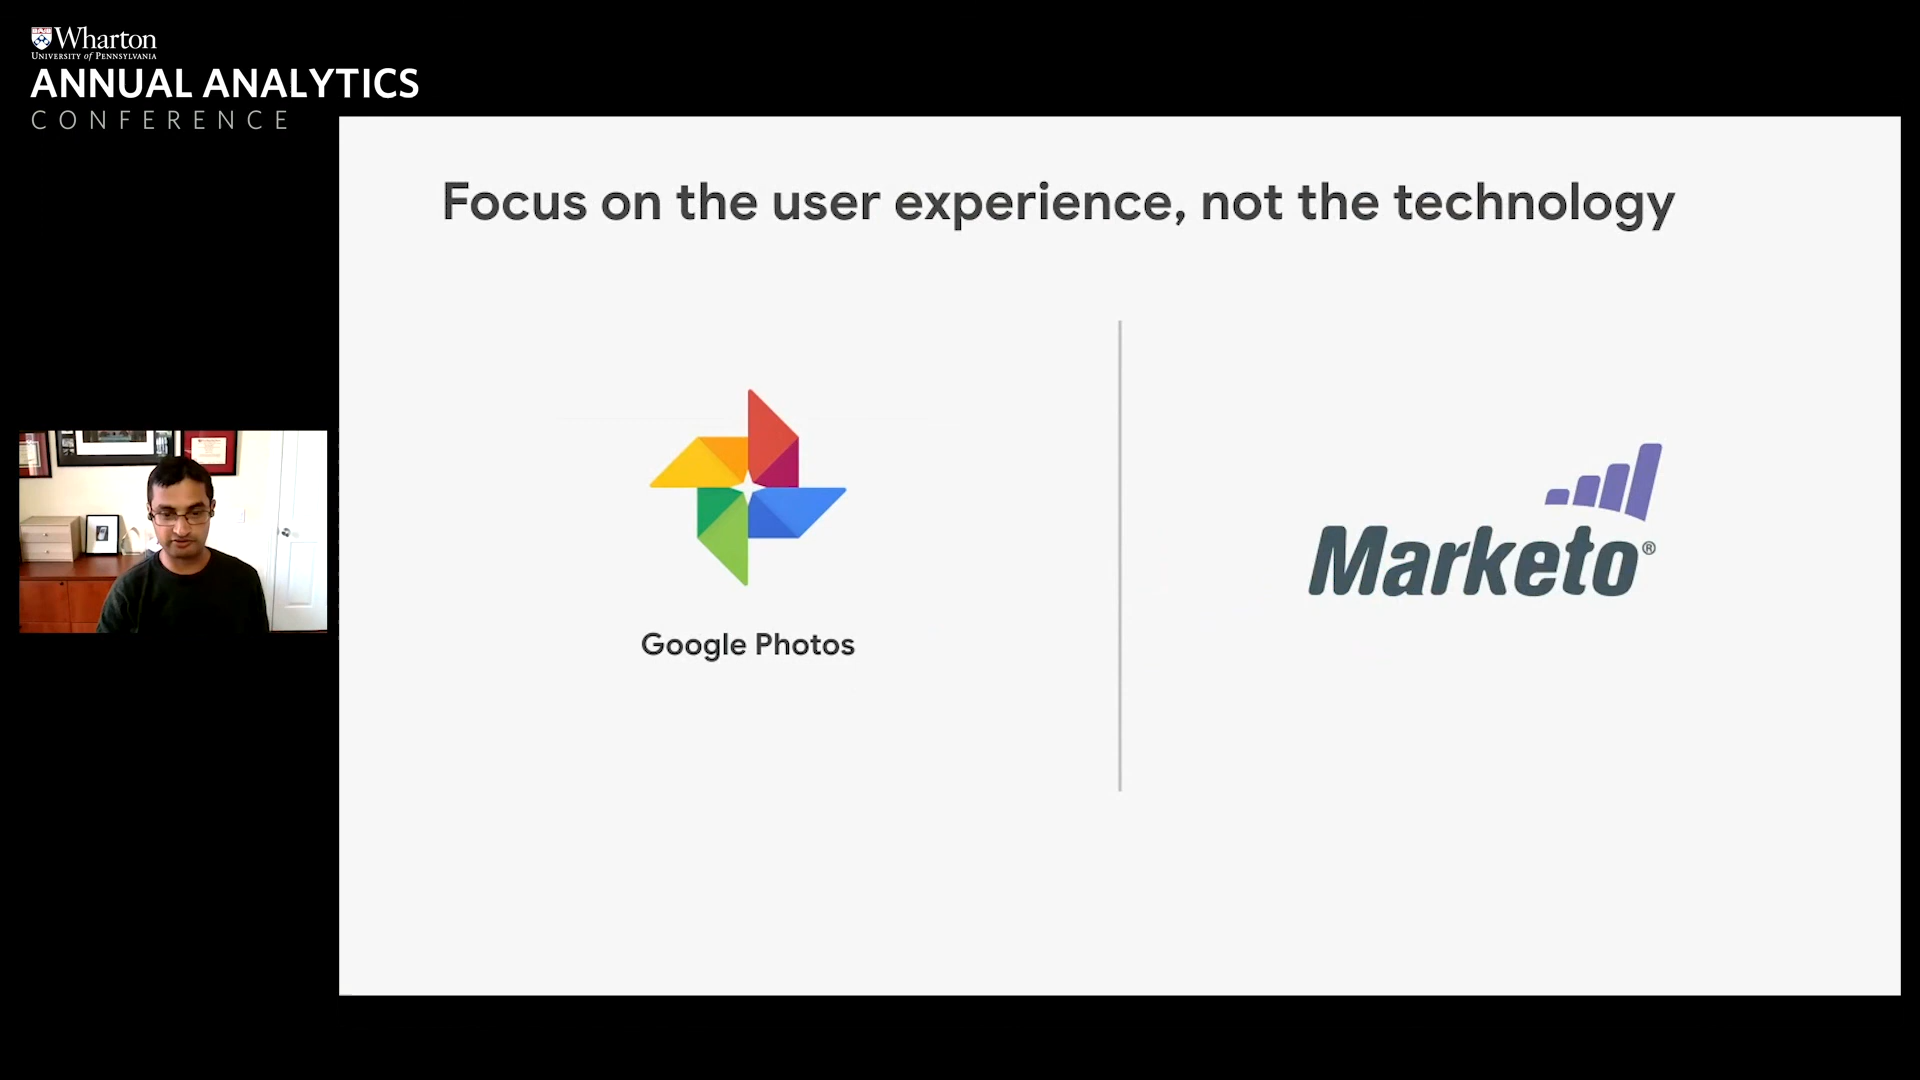 Wharton
UNIVERSITY of PENNSYLVANIA
ANNUAL ANALYTICS
CONFERENCE
Focus on the user experience, not the technology
Marketo®
Google Photos